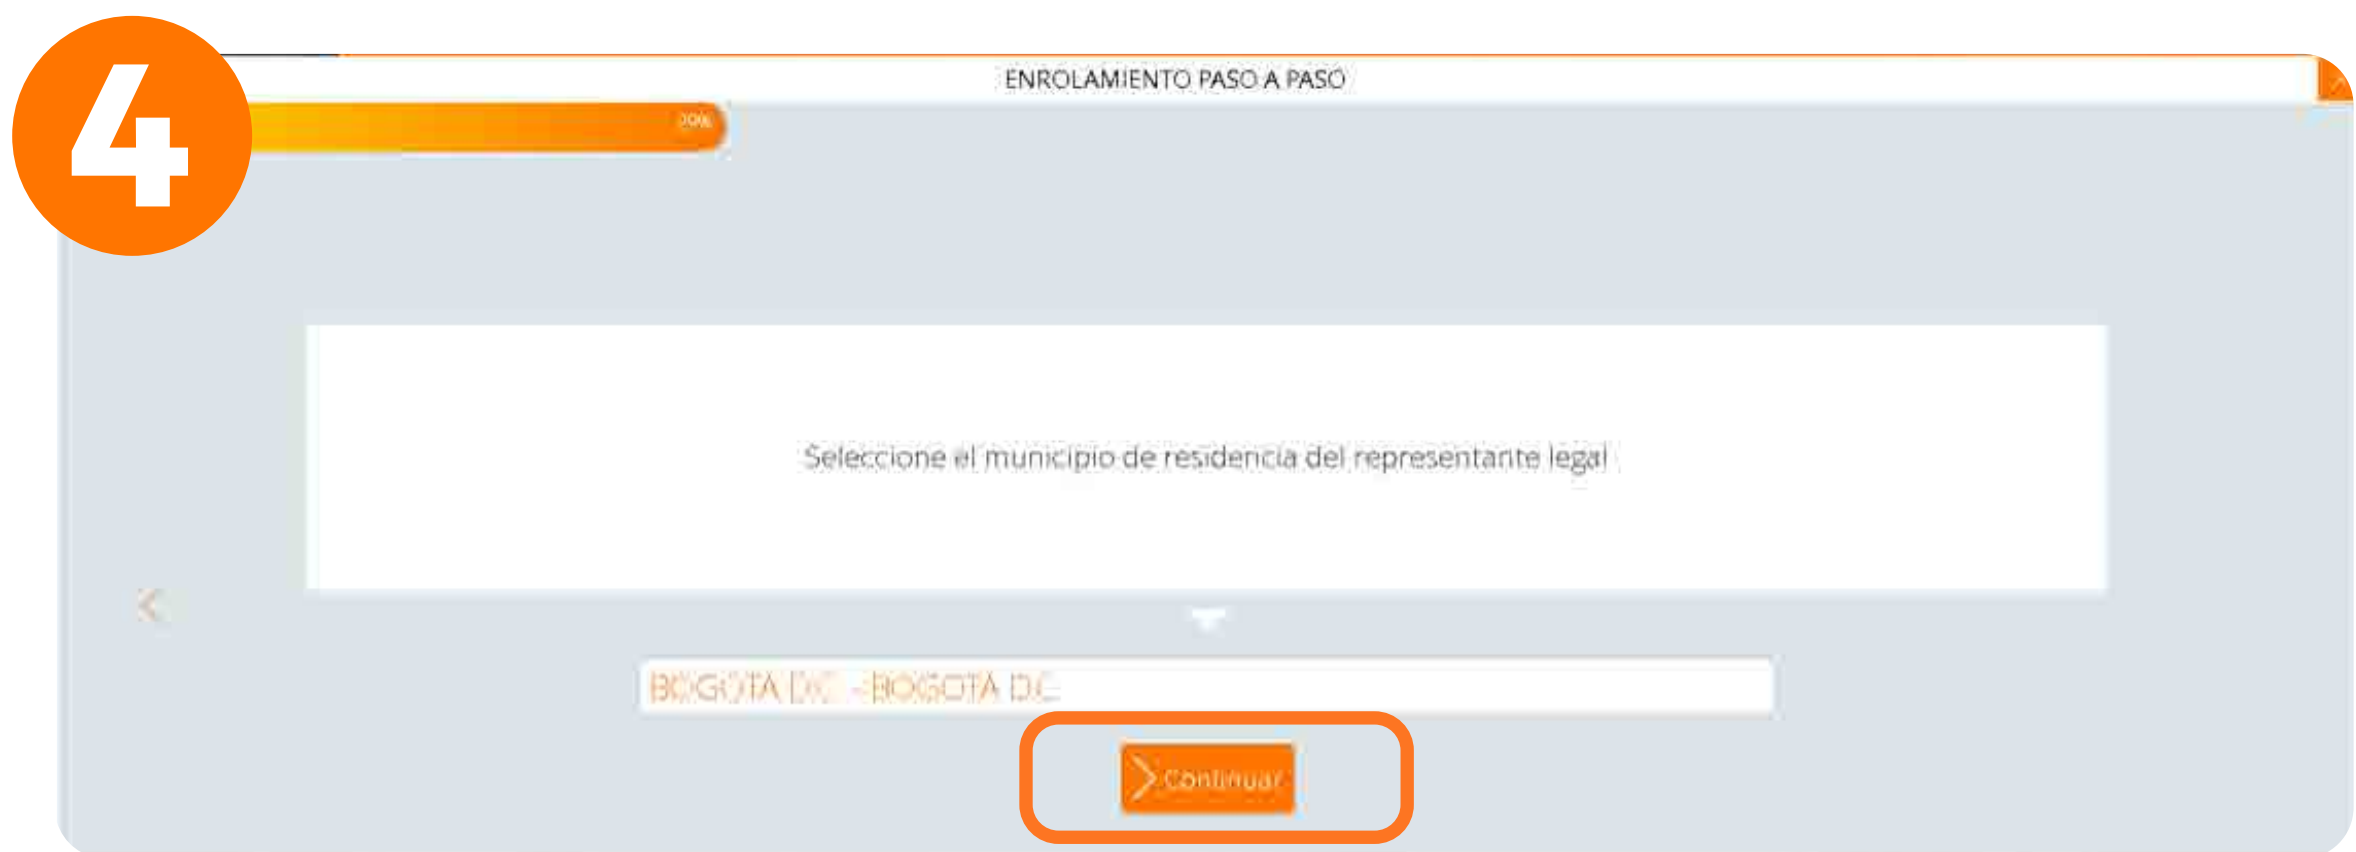 4
ENROLAMIENTO PASO A PASO
Seleccione el municipio de residencia del representante legal
BOGOTA D.C. - BOGOTA D.C.
Continuar